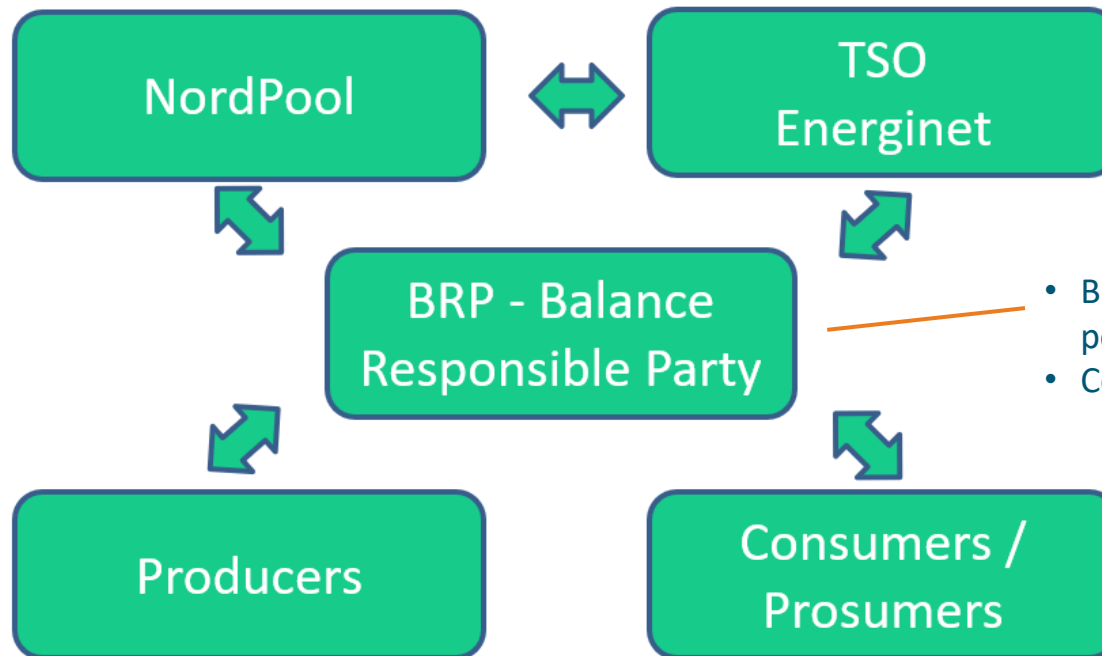 NordPool
TSO
Energinet
BRP - Balance
Responsible Party
Producers
Consumers /
Prosumers